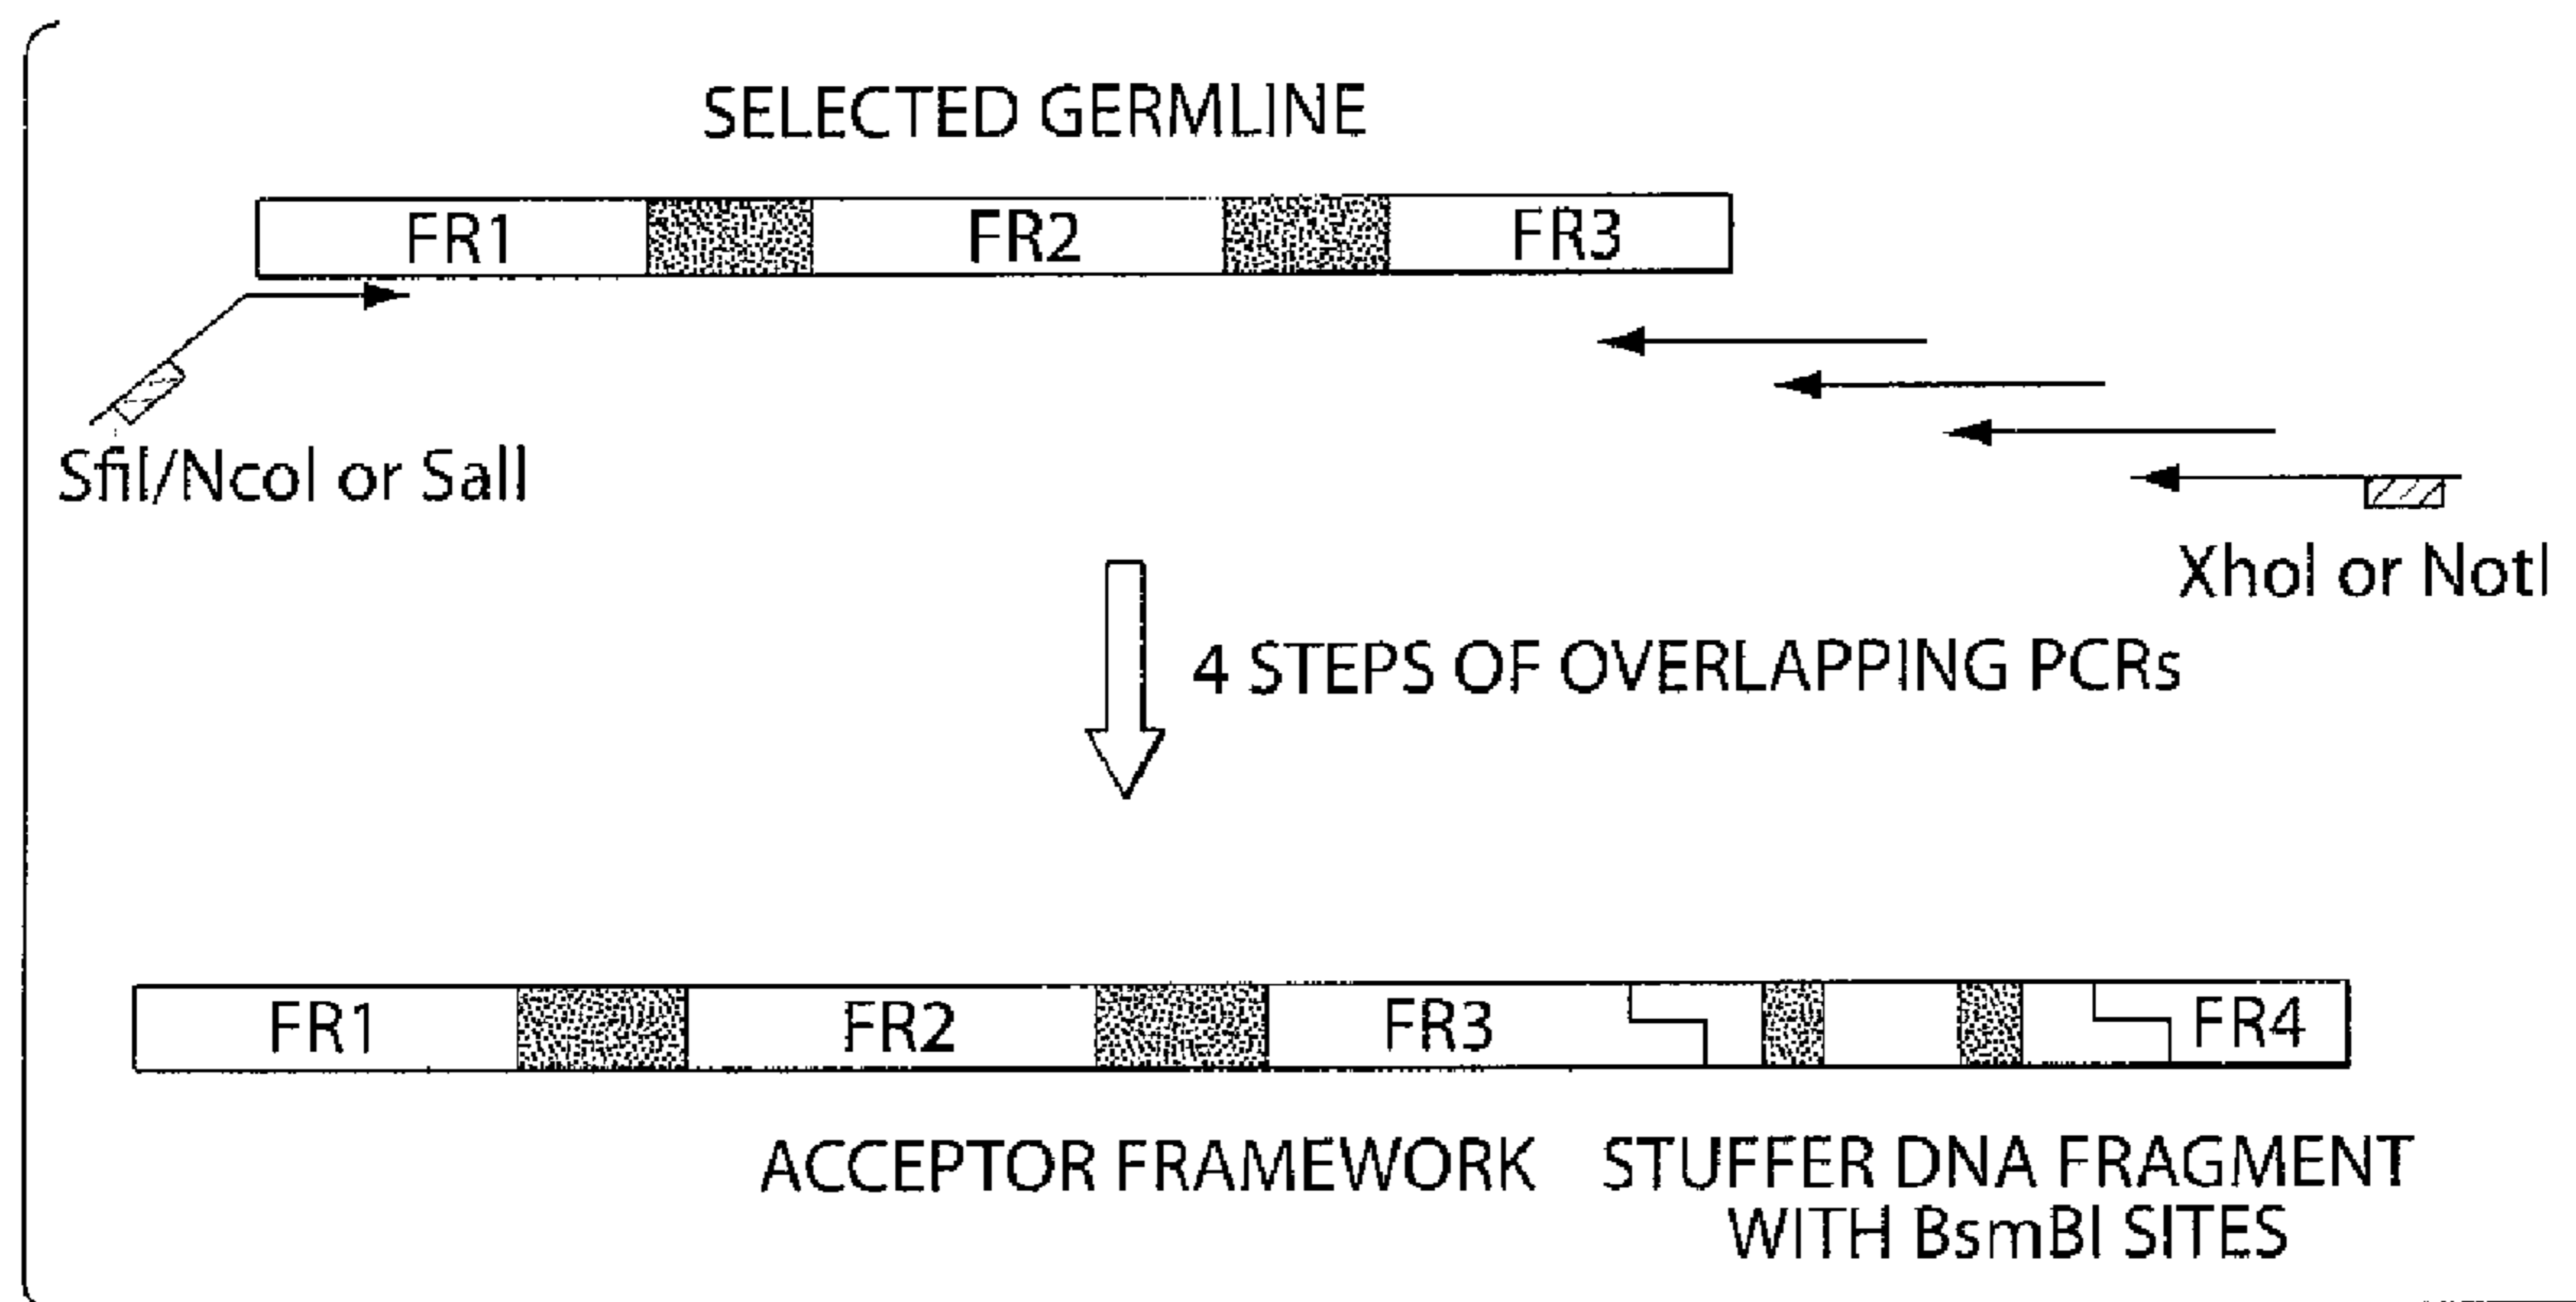 SELECTED GERMLINE
FR1 FR2 FR3
SfiI/NcoI or SalI
XhoI or NotI
4 STEPS OF OVERLAPPING PCRs
FR1 FR2 FR3 FR4
ACCEPTOR FRAMEWORK STUFFER DNA FRAGMENT
WITH BsmBI SITES